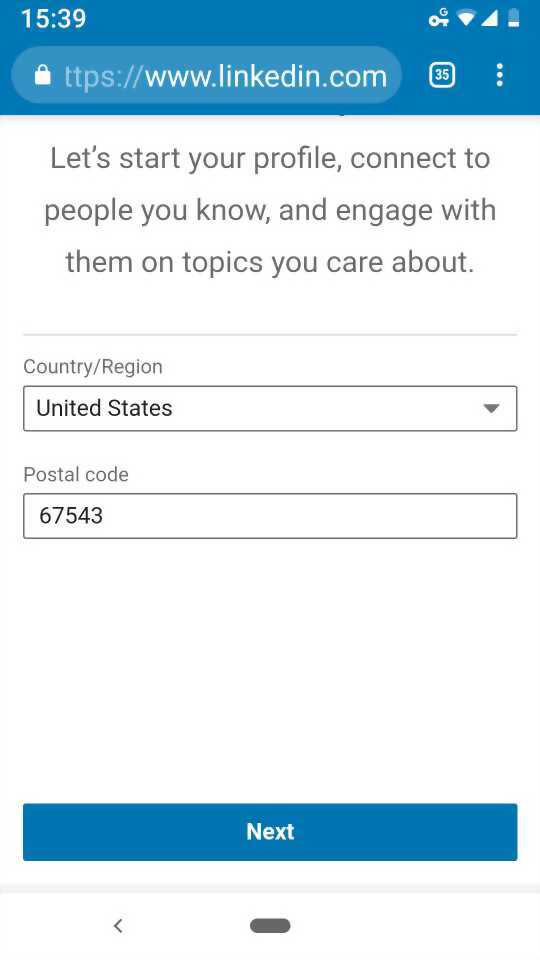 15:39
G
ttps://www.linkedin.com
35
Let's start your profile, connect to
people you know, and engage with
them on topics you care about.
Country/Region
United States
Postal code
67543
Next